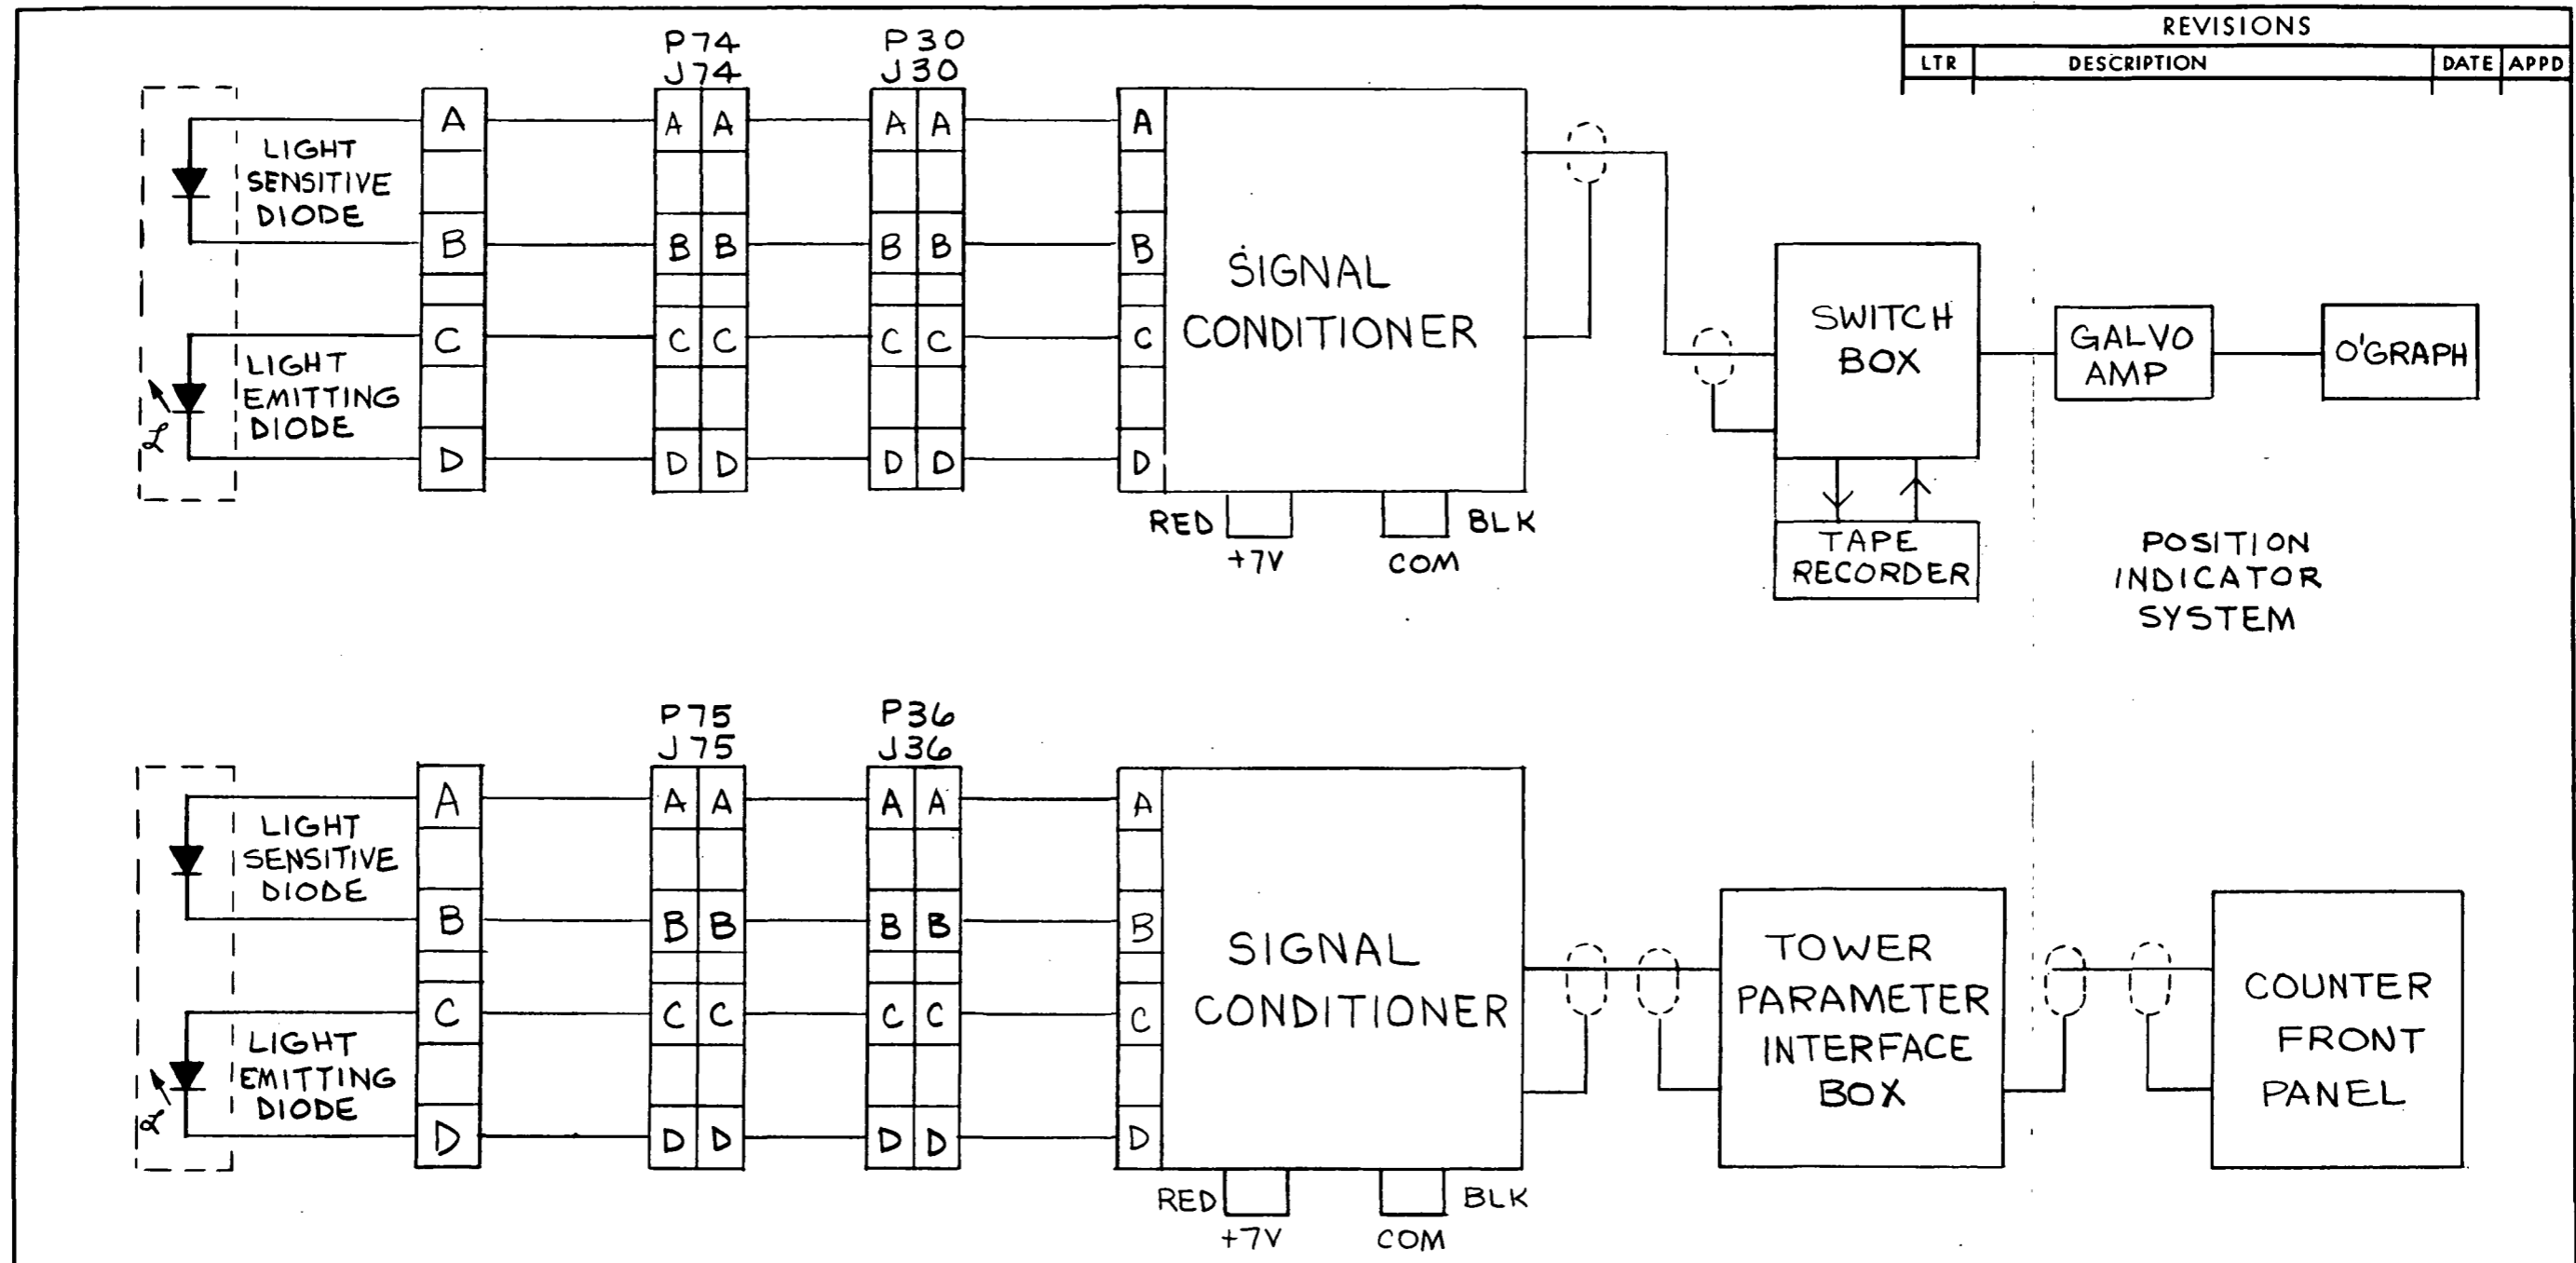 REVISIONS
LTR DESCRIPTION DATE APPD
P74
J74
P30
J30
A A A A A A
LIGHT
SENSITIVE
DIODE
B B B B B B
SIGNAL
CONDITIONER
C C C C C C
LIGHT
EMITTING
DIODE
D D D D D D
RED BLK
+7V COM
SWITCH
BOX
TAPE
RECORDER
GALVO
AMP
O'GRAPH
POSITION
INDICATOR
SYSTEM
P75
J75
P36
J36
A A A A A A
LIGHT
SENSITIVE
DIODE
B B B B B B
SIGNAL
CONDITIONER
C C C C C C
LIGHT
EMITTING
DIODE
D D D D D D
RED BLK
+7V COM
TOWER
PARAMETER
INTERFACE
BOX
COUNTER
FRONT
PANEL